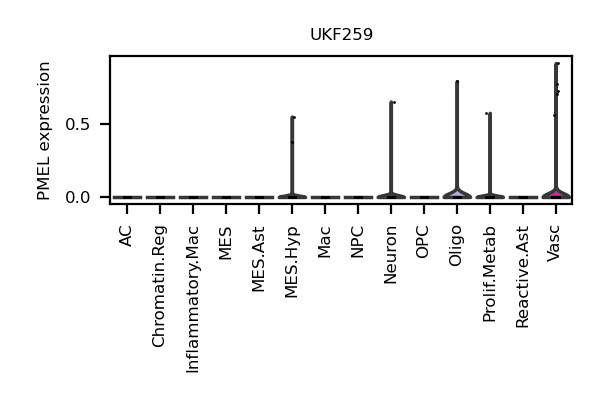 UKF259
PMEL expression
0.5
0.0
AC
Chromatin.Reg
Inflammatory.Mac
MES
MES.Ast
MES.Hyp
Mac
NPC
Neuron
OPC
Oligo
Prolif.Metab
Reactive.Ast
Vasc